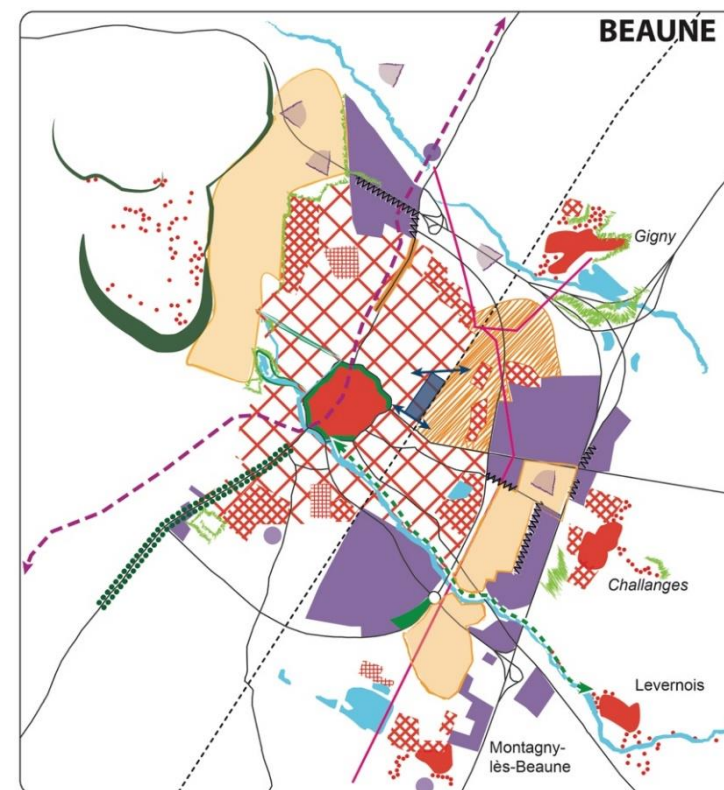 BEAUNE
Gigny
Challanges
Levernois
Montagny-
lès-Beaune